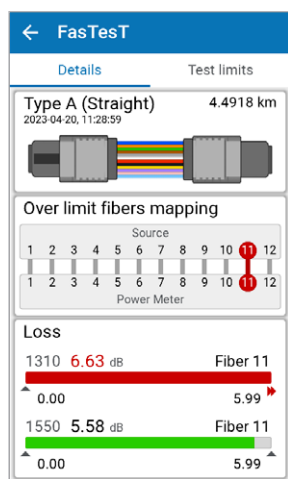 FasTesT
Details Test limits
Type A (Straight) 4.4918 km
2023-04-20, 11:28:59
Over limit fibers mapping
Source
1 2 3 4 5 6 7 8 9 10 11 12
1 2 3 4 5 6 7 8 9 10 11 12
Power Meter
Loss
1310 6.63 dB Fiber 11
0.00 5.99
1550 5.58 dB Fiber 11
0.00 5.99